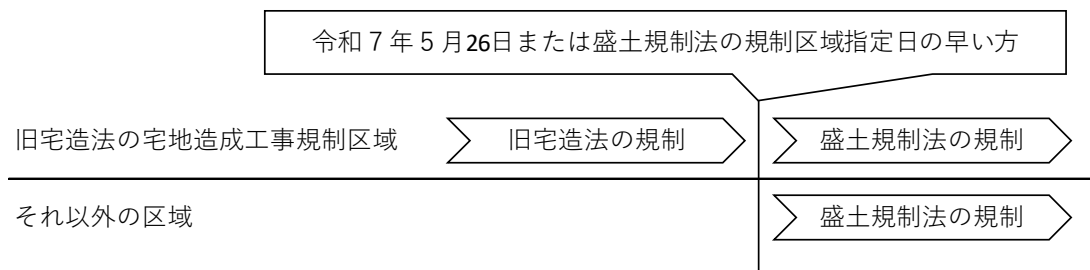 令和７年５月26日または盛土規制法の規制区域指定日の早い方
旧宅造法の宅地造成工事規制区域 旧宅造法の規制 盛土規制法の規制
それ以外の区域 盛土規制法の規制